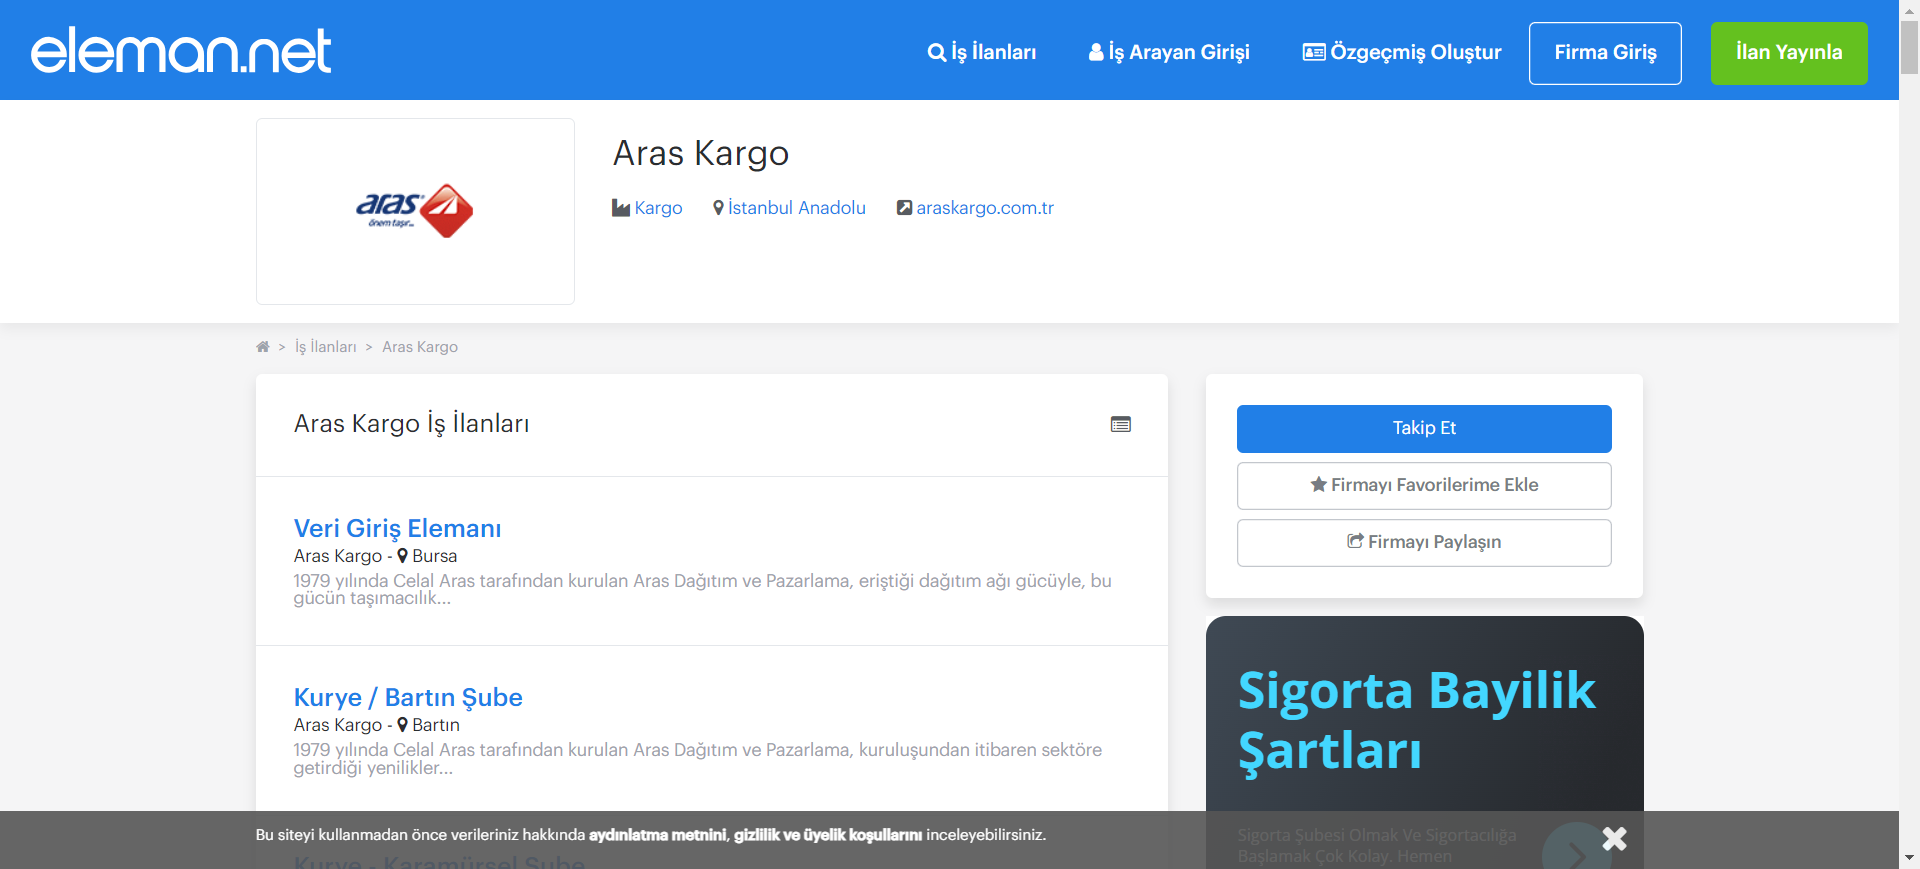 eleman.net
İş İlanları
İş Arayan Girişi
Özgeçmiş Oluştur
Firma Giriş
İlan Yayınla
aras
önem taşır...
Aras Kargo
Kargo
İstanbul Anadolu
araskargo.com.tr
> İş İlanları > Aras Kargo
Aras Kargo İş İlanları
Veri Giriş Elemanı
Aras Kargo - Bursa
1979 yılında Celal Aras tarafından kurulan Aras Dağıtım ve Pazarlama, eriştiği dağıtım ağı gücüyle, bu
gücün taşımacılık...
Kurye / Bartın Şube
Aras Kargo - Bartın
1979 yılında Celal Aras tarafından kurulan Aras Dağıtım ve Pazarlama, kuruluşundan itibaren sektöre
getirdiği yenilikler...
Kurye - Karamürsel Şube
Takip Et
Firmayı Favorilerime Ekle
Firmayı Paylaşın
Sigorta Bayilik
Şartları
Sigorta Şubesi Olmak Ve Sigortacılığa
Başlamak Çok Kolay. Hemen
Bu siteyi kullanmadan önce verileriniz hakkında aydınlatma metnini, gizlilik ve üyelik koşullarını inceleyebilirsiniz.